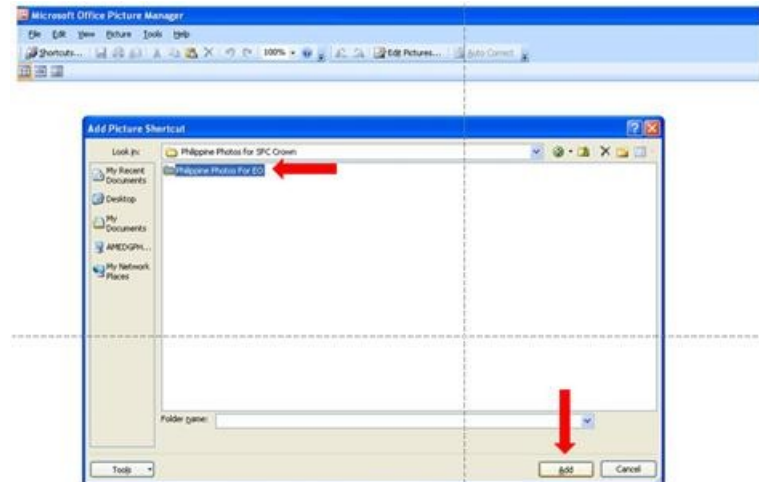 Microsoft Office Picture Manager
File Edit View Picture Tools Help
Shortcuts... 100% Edit Pictures... Auto Correct
Add Picture Shortcut
Look in: Philippine Photos for SFC Crown
My Recent Documents
Philippine Photos For EO
Desktop
My Documents
AMEDGPH...
My Network Places
Folder name:
Tools Add Cancel